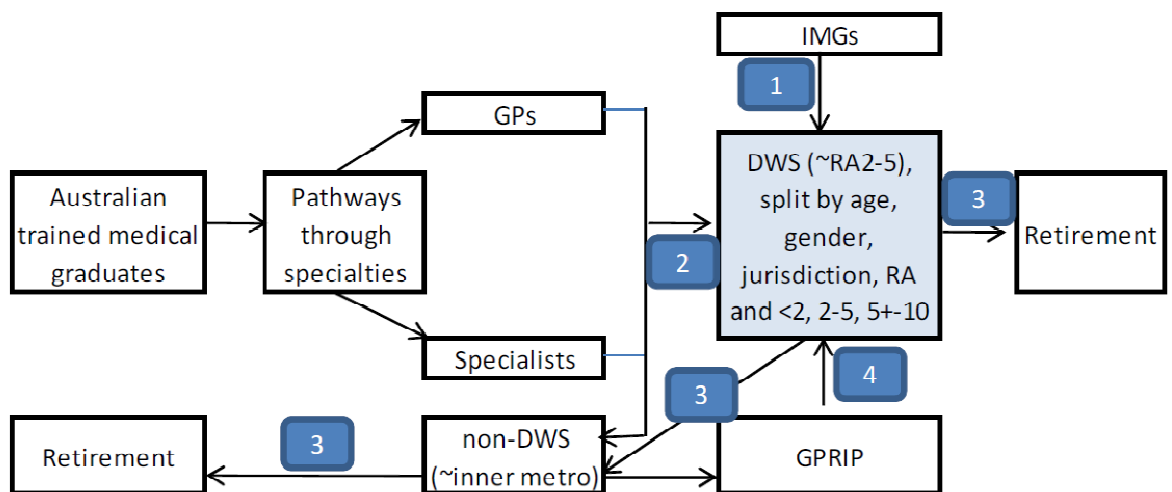 IMGs
1
GPs
Australian
trained medical
graduates
Pathways
through
specialties
2
DWS (~RA2-5),
split by age,
gender,
jurisdiction, RA
and <2, 2-5, 5+-10
3
Retirement
Specialists
3
4
Retirement
3
non-DWS
(~inner metro)
GPRIP